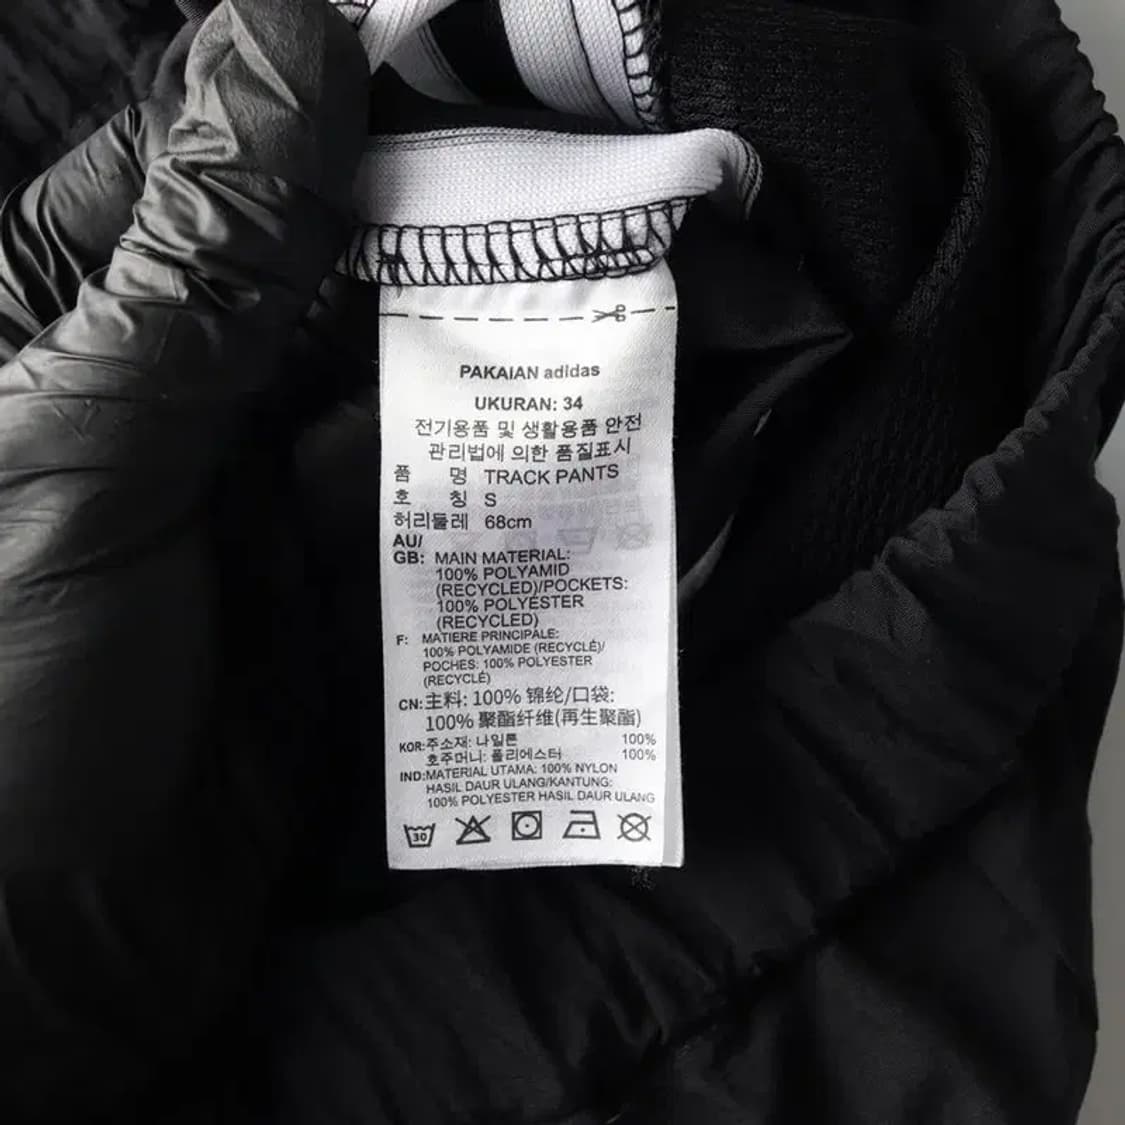 PAKAIAN adidas
UKURAN: 34
전기용품 및 생활용품 안전
관리법에 의한 품질표시
품 명 TRACK PANTS
호 칭 S
허리둘레 68cm
AU/
GB: MAIN MATERIAL:
100% POLYAMID
(RECYCLED)/POCKETS:
100% POLYESTER
(RECYCLED)
F: MATIERE PRINCIPALE:
100% POLYAMIDE (RECYCLÉ)/
POCHES: 100% POLYESTER
(RECYCLÉ)
CN:主料: 100% 锦纶/口袋:
100% 聚酯纤维(再生聚酯)
KOR:주소재: 나일론 100%
호주머니: 폴리에스터 100%
IND:MATERIAL UTAMA: 100% NYLON
HASIL DAUR ULANG/KANTUNG:
100% POLYESTER HASIL DAUR ULANG
30